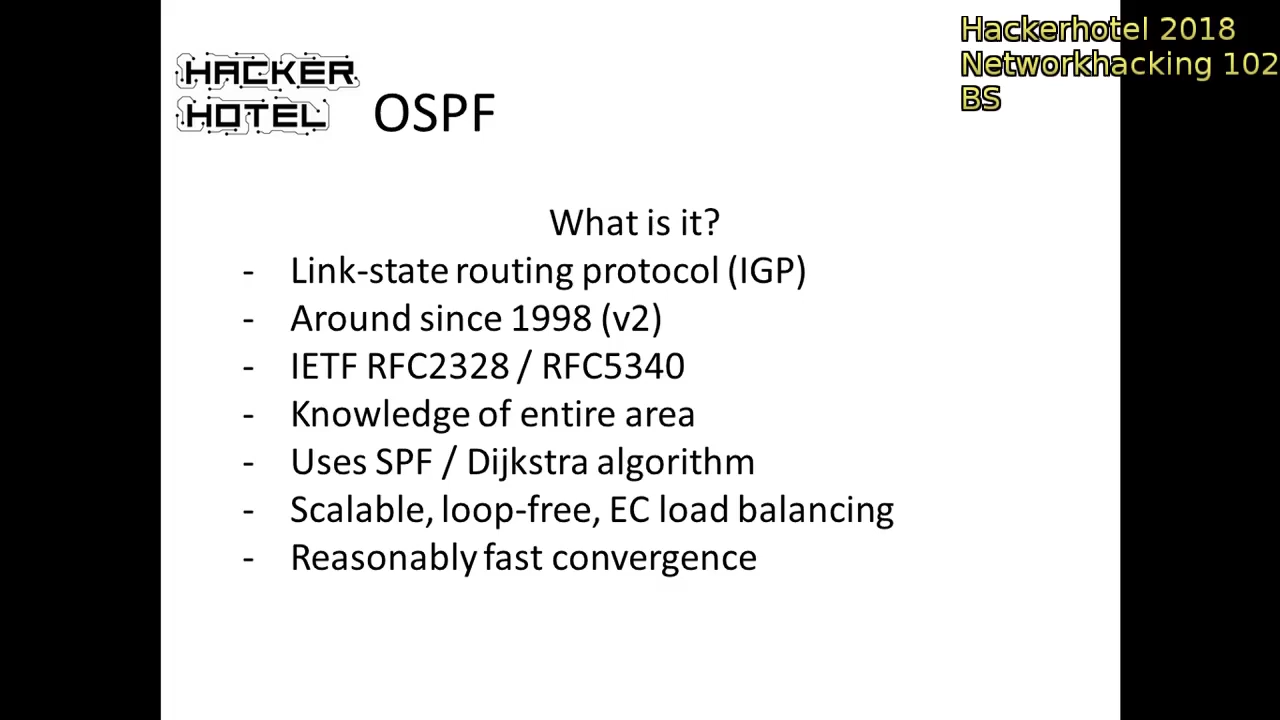 HACKER
HOTEL
OSPF
Hackerhotel 2018
Networkhacking 102
BS
What is it?
- Link-state routing protocol (IGP)
- Around since 1998 (v2)
- IETF RFC2328 / RFC5340
- Knowledge of entire area
- Uses SPF / Dijkstra algorithm
- Scalable, loop-free, EC load balancing
- Reasonably fast convergence